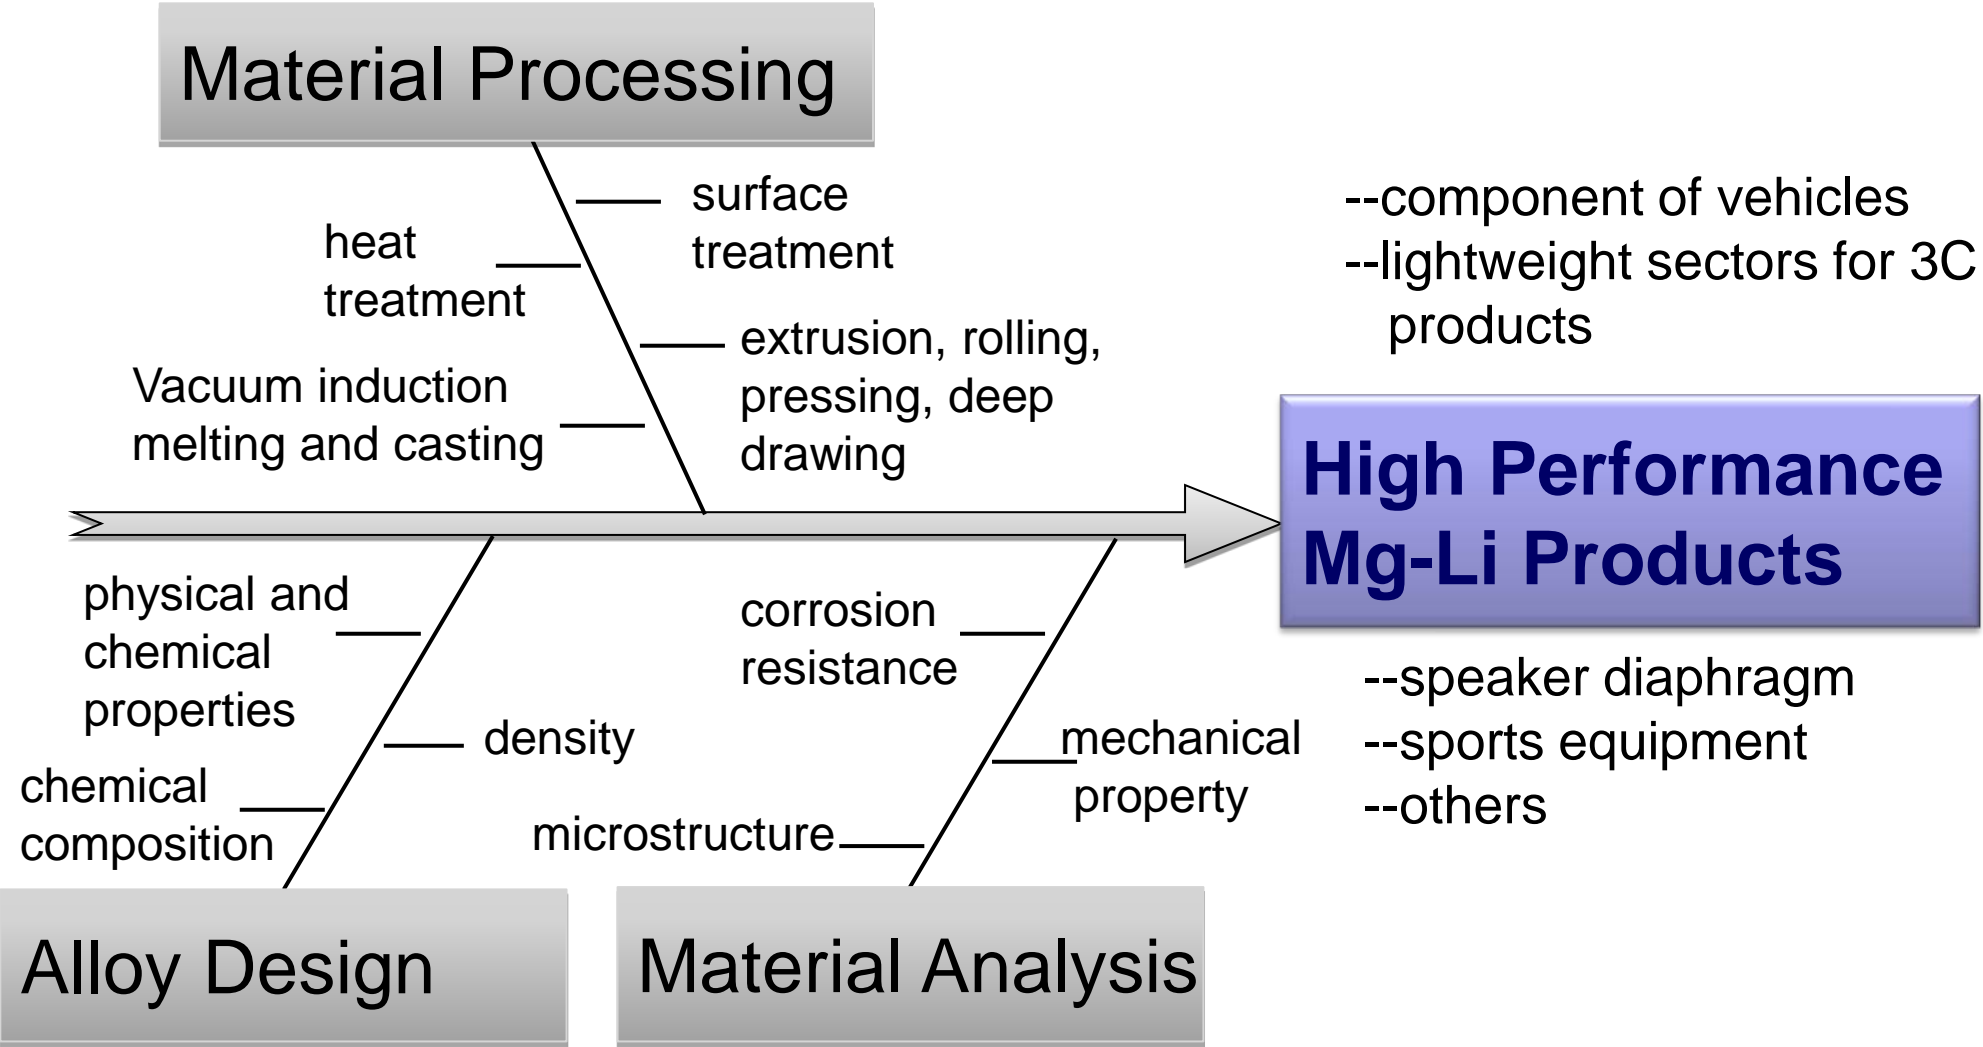 Material Processing
surface
treatment
heat
treatment
extrusion, rolling,
pressing, deep
drawing
Vacuum induction
melting and casting
--component of vehicles
--lightweight sectors for 3C
products
High Performance
Mg-Li Products
--speaker diaphragm
--sports equipment
--others
physical and
chemical
properties
density
chemical
composition
Alloy Design
corrosion
resistance
mechanical
property
microstructure
Material Analysis